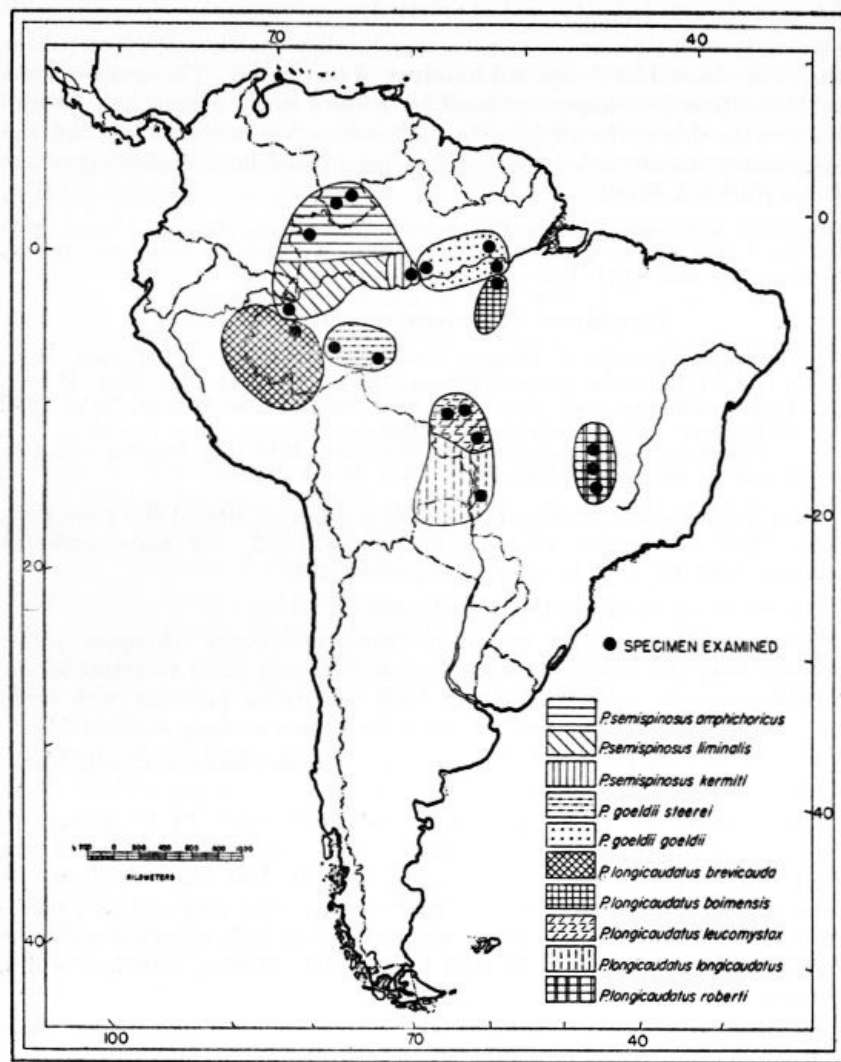 70
40
0
0
20
20
● SPECIMEN EXAMINED
P. semispinosus amphichoricus
P. semispinosus liminalis
P. semispinosus kermiti
P. goeldii steerei
P. goeldii goeldii
P. longicaudatus brevicauda
P. longicaudatus boimensis
P. longicaudatus leucomystax
P. longicaudatus longicaudatus
P. longicaudatus roberti
KILOMETERS
40
40
100
70
40